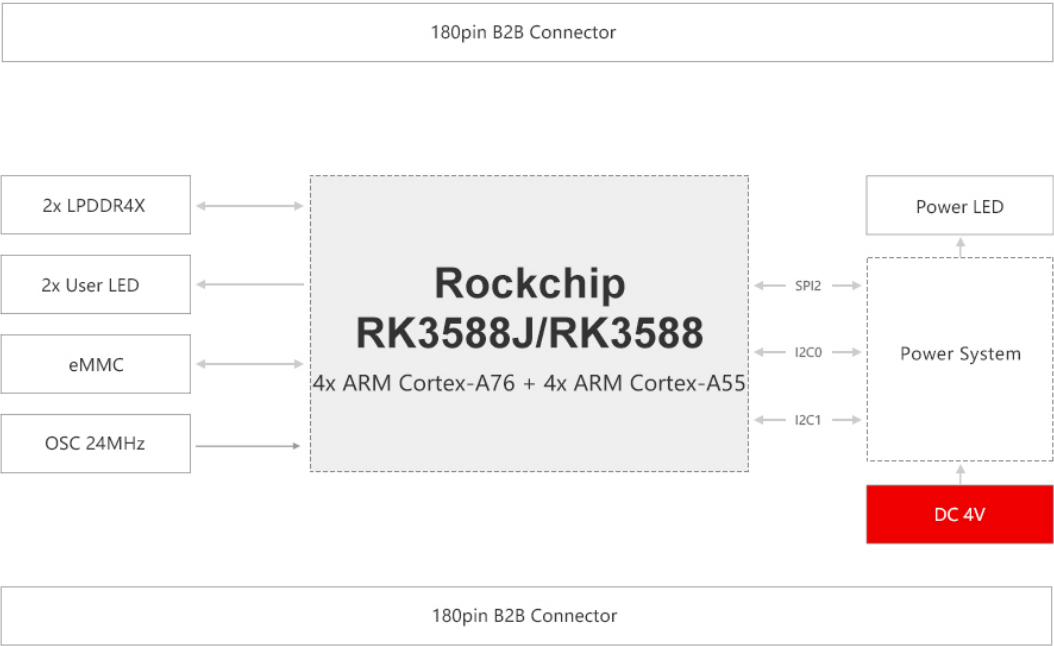 180pin B2B Connector
2x LPDDR4X
2x User LED
eMMC
OSC 24MHz
Rockchip
RK3588J/RK3588
4x ARM Cortex-A76 + 4x ARM Cortex-A55
SPI2
I2C0
I2C1
Power LED
Power System
DC 4V
180pin B2B Connector